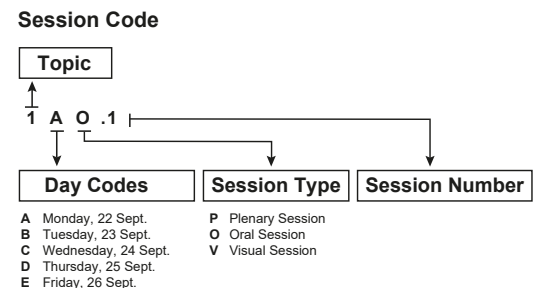 Session Code
Topic
1 A O .1
Day Codes
Session Type
Session Number
A Monday, 22 Sept.
B Tuesday, 23 Sept.
C Wednesday, 24 Sept.
D Thursday, 25 Sept.
E Friday, 26 Sept.
P Plenary Session
O Oral Session
V Visual Session